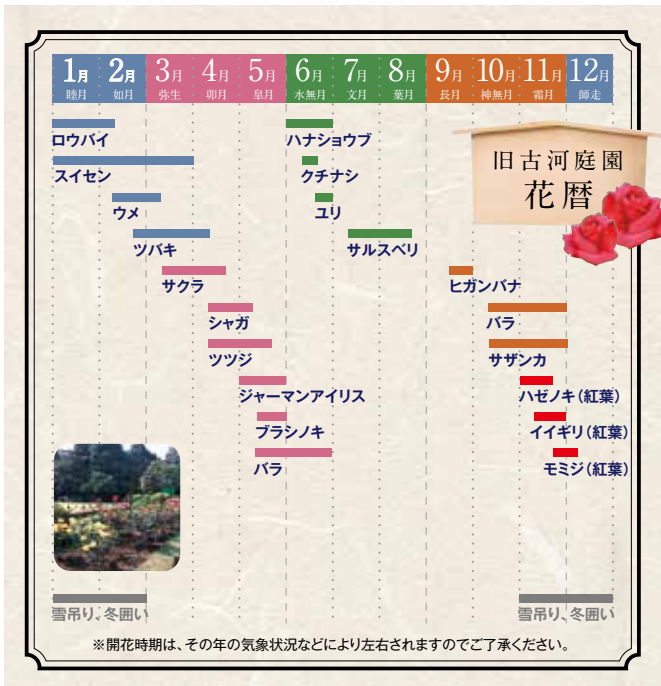 1月 2月 3月 4月 5月 6月 7月 8月 9月 10月 11月 12月
睦月 如月 弥生 卯月 皐月 水無月 文月 葉月 長月 神無月 霜月 師走
旧古河庭園
花暦
ロウバイ ハナショウブ
スイセン クチナシ
ウメ ユリ
ツバキ サルスベリ
サクラ ヒガンバナ
シャガ バラ
ツツジ サザンカ
ジャーマンアイリス ハゼノキ(紅葉)
ブラシノキ イイギリ(紅葉)
バラ モミジ(紅葉)
雪吊り、冬囲い 雪吊り、冬囲い
※開花時期は、その年の気象状況などにより左右されますのでご了承ください。